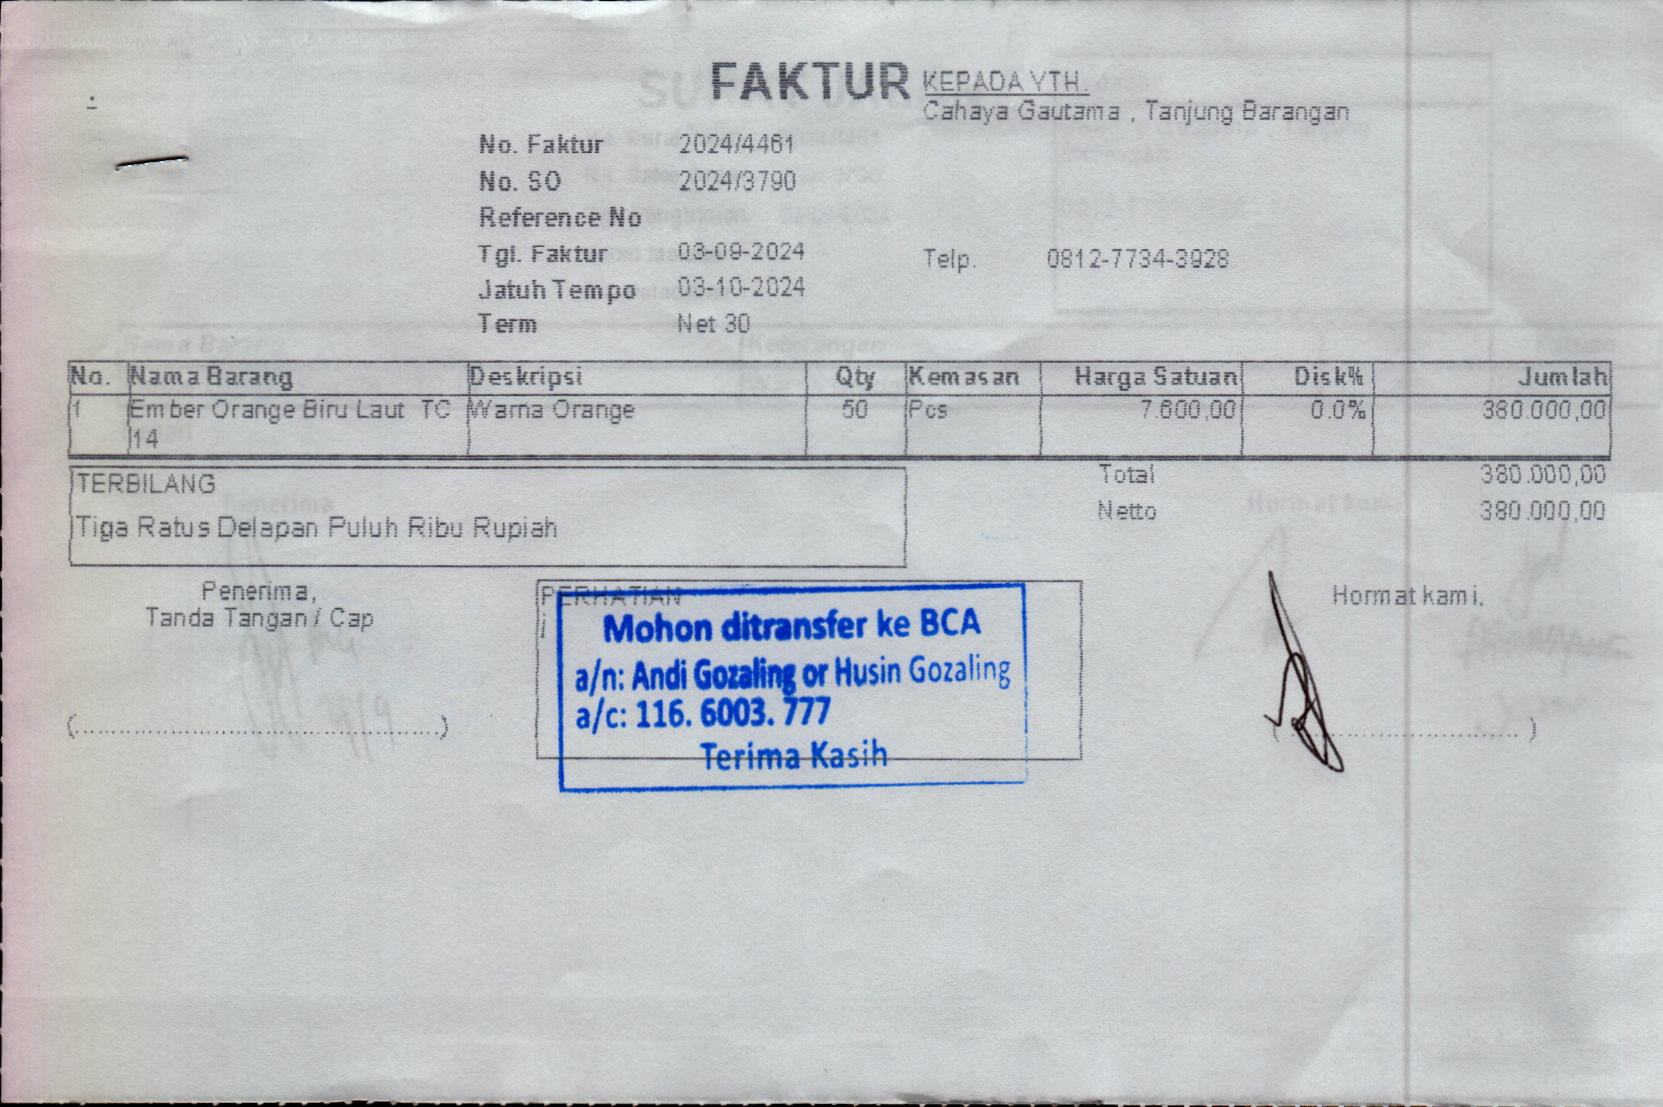 FAKTUR
KEPADA YTH.
Cahaya Gautama , Tanjung Barangan
No. Faktur 2024/4461
No. SO 2024/3790
Reference No
Tgl. Faktur 03-09-2024
Telp. 0812-7734-3928
Jatuh Tempo 03-10-2024
Term Net 30
No. Nama Barang Deskripsi Qty Kemasan Harga Satuan Disk% Jumlah
1 Ember Orange Biru Laut TC Warna Orange 50 Pcs 7.600,00 0.0% 380.000,00
14
TERBILANG
Total 380.000,00
Tiga Ratus Delapan Puluh Ribu Rupiah
Netto 380.000,00
Penerima,
Tanda Tangan / Cap
(....................................................)
PERHATIAN
Mohon ditransfer ke BCA
a/n: Andi Gozaling or Husin Gozaling
a/c: 116. 6003. 777
Terima Kasih
Hormat kami,